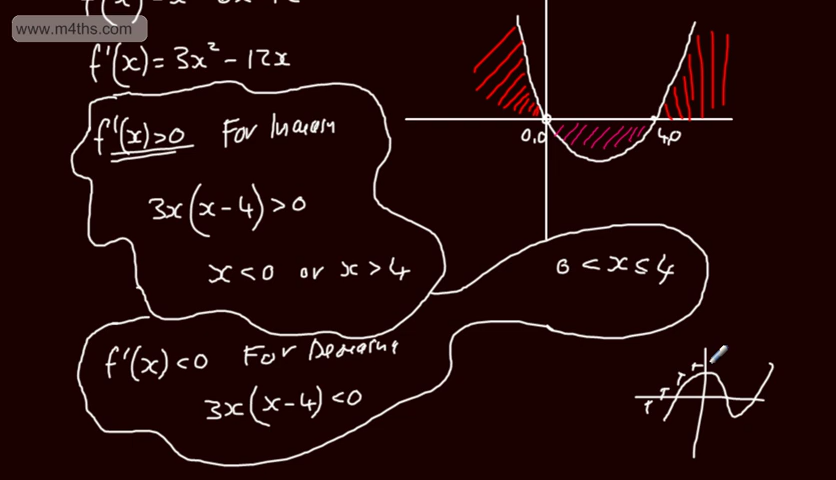 www.m4ths.com
f'(x) = 3x² - 12x
f'(x) > 0 For
3x(x-4) > 0
x < 0 or x > 4
f'(x) < 0 For
3x(x-4) < 0
0,0
4,0
0 < x ≤ 4